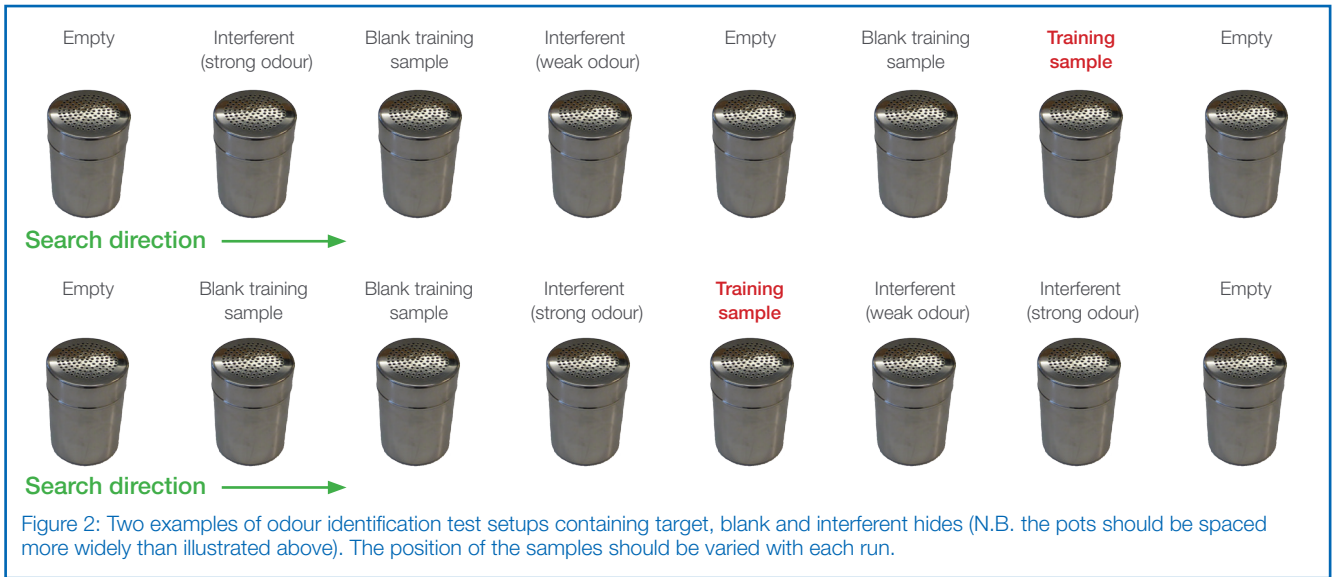 Empty
Interferent
(strong odour)
Blank training
sample
Interferent
(weak odour)
Empty
Blank training
sample
Training
sample
Empty
Search direction
Empty
Blank training
sample
Blank training
sample
Interferent
(strong odour)
Training
sample
Interferent
(weak odour)
Interferent
(strong odour)
Empty
Search direction
Figure 2: Two examples of odour identification test setups containing target, blank and interferent hides (N.B. the pots should be spaced
more widely than illustrated above). The position of the samples should be varied with each run.